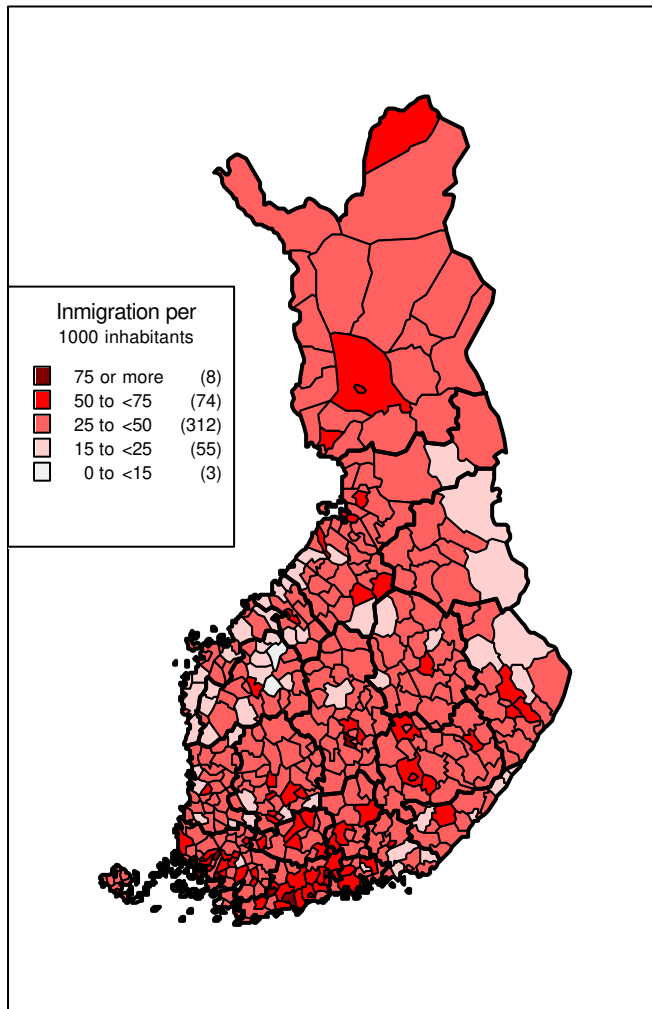 Inmigration per
1000 inhabitants
75 or more (8)
50 to <75 (74)
25 to <50 (312)
15 to <25 (55)
0 to <15 (3)